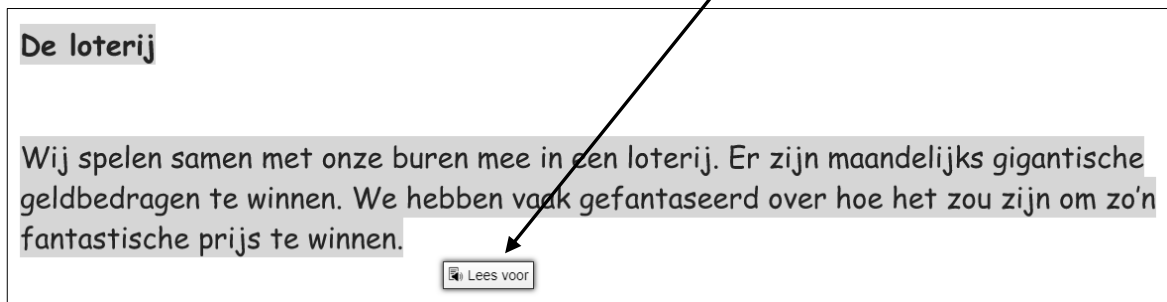 De loterij
Wij spelen samen met onze buren mee in een loterij. Er zijn maandelijks gigantische
geldbedragen te winnen. We hebben vaak gefantaseerd over hoe het zou zijn om zo'n
fantastische prijs te winnen.
Lees voor